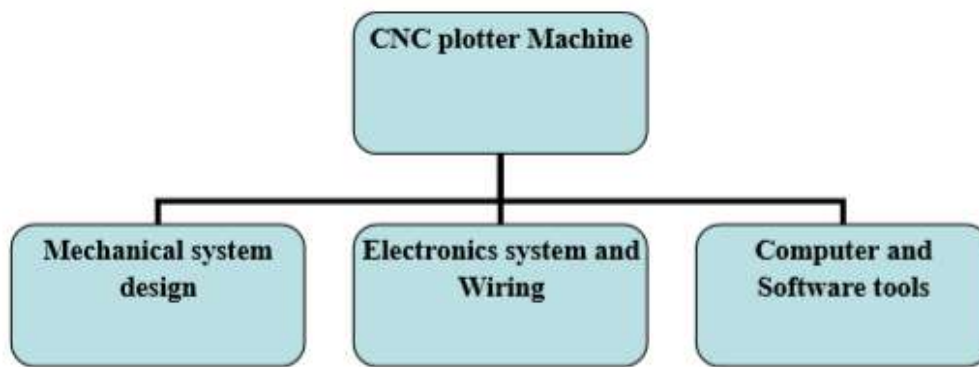 CNC plotter Machine
Mechanical system
design
Electronics system and
Wiring
Computer and
Software tools